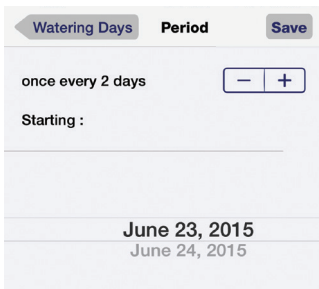 Watering Days Period Save
once every 2 days − +
Starting :
June 23, 2015
June 24, 2015